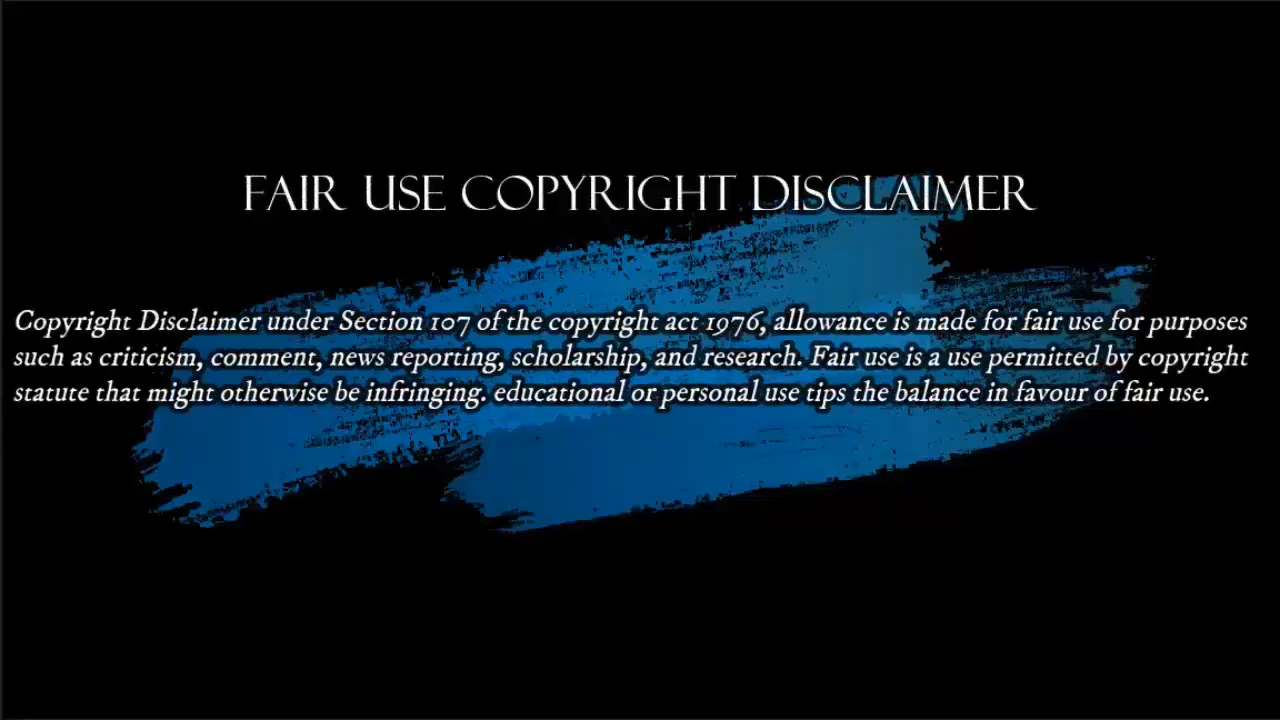 FAIR USE COPYRIGHT DISCLAIMER
Copyright Disclaimer under Section 107 of the copyright act 1976, allowance is made for fair use for purposes
such as criticism, comment, news reporting, scholarship, and research. Fair use is a use permitted by copyright
statute that might otherwise be infringing. educational or personal use tips the balance in favour of fair use.